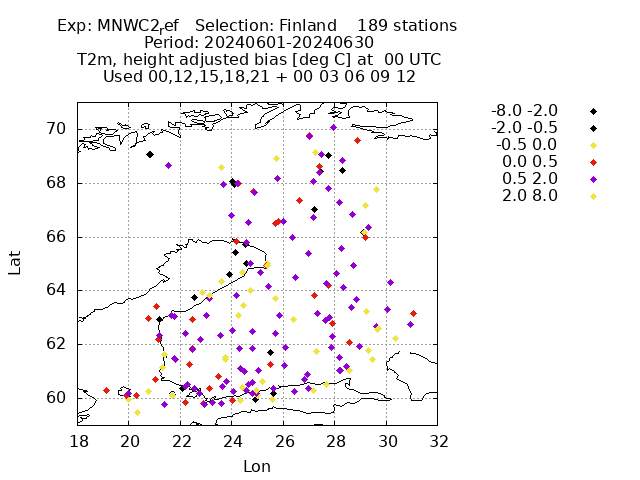 Exp: MNWC2ref Selection: Finland 189 stations
Period: 20240601-20240630
T2m, height adjusted bias [deg C] at 00 UTC
Used 00,12,15,18,21 + 00 03 06 09 12
-8.0 -2.0
-2.0 -0.5
-0.5 0.0
0.0 0.5
0.5 2.0
2.0 8.0
70
68
66
64
62
60
Lat
18 20 22 24 26 28 30 32
Lon